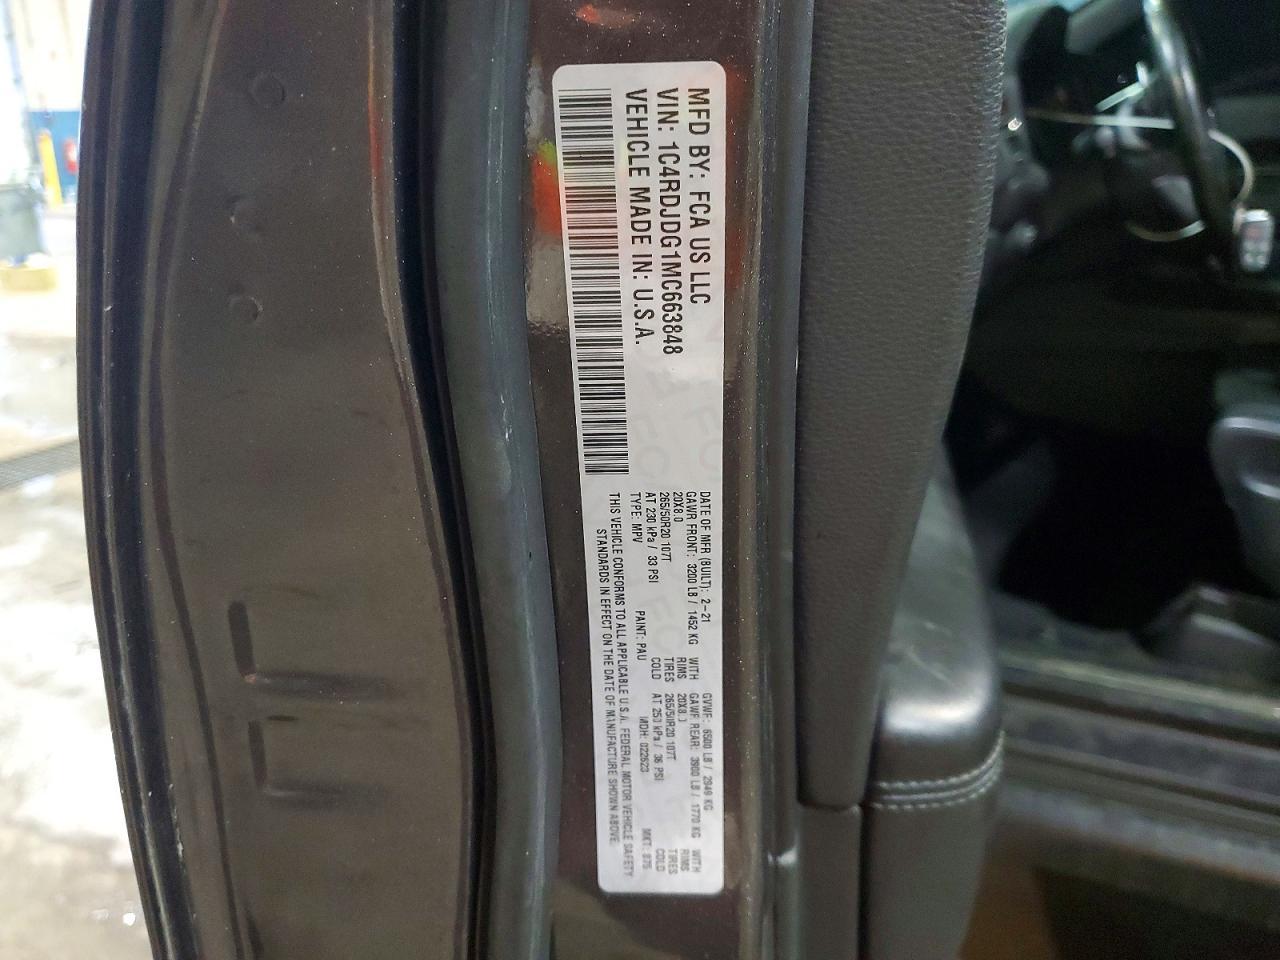 MFD BY: FCA US LLC
VIN: 1C4RDJDG1MC663848
VEHICLE MADE IN: U.S.A.
DATE OF MFR (BUILT): 2-21 GVWR: 6500 LB / 2949 KG
GAWR FRONT: 3200 LB / 1452 KG WITH GAWR REAR: 3900 LB / 1770 KG WITH
20X8.0 RIMS 20X8.0 RIMS
265/50R20 107T TIRES 265/50R20 107T TIRES
AT 230 kPa / 33 PSI COLD AT 250 kPa / 36 PSI COLD
TYPE: MPV PAINT: PAU MDH: 022623 MKT:
THIS VEHICLE CONFORMS TO ALL APPLICABLE U.S.A. FEDERAL MOTOR VEHICLE SAFETY
STANDARDS IN EFFECT ON THE DATE OF MANUFACTURE SHOWN ABOVE.